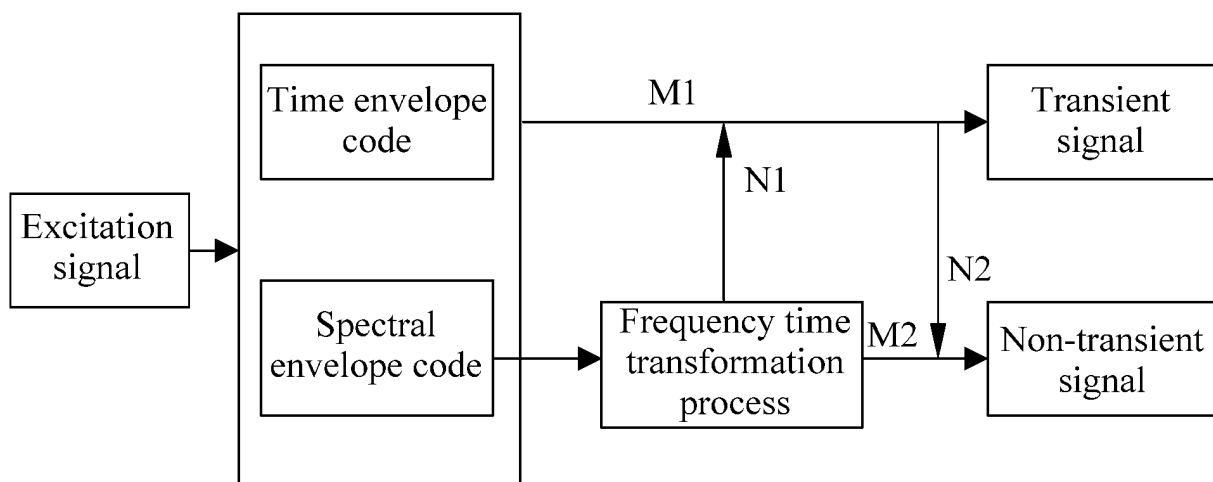 Time envelope
code
M1
Transient
signal
N1
Excitation
signal
N2
Spectral
envelope code
Frequency time
transformation
process
M2
Non-transient
signal